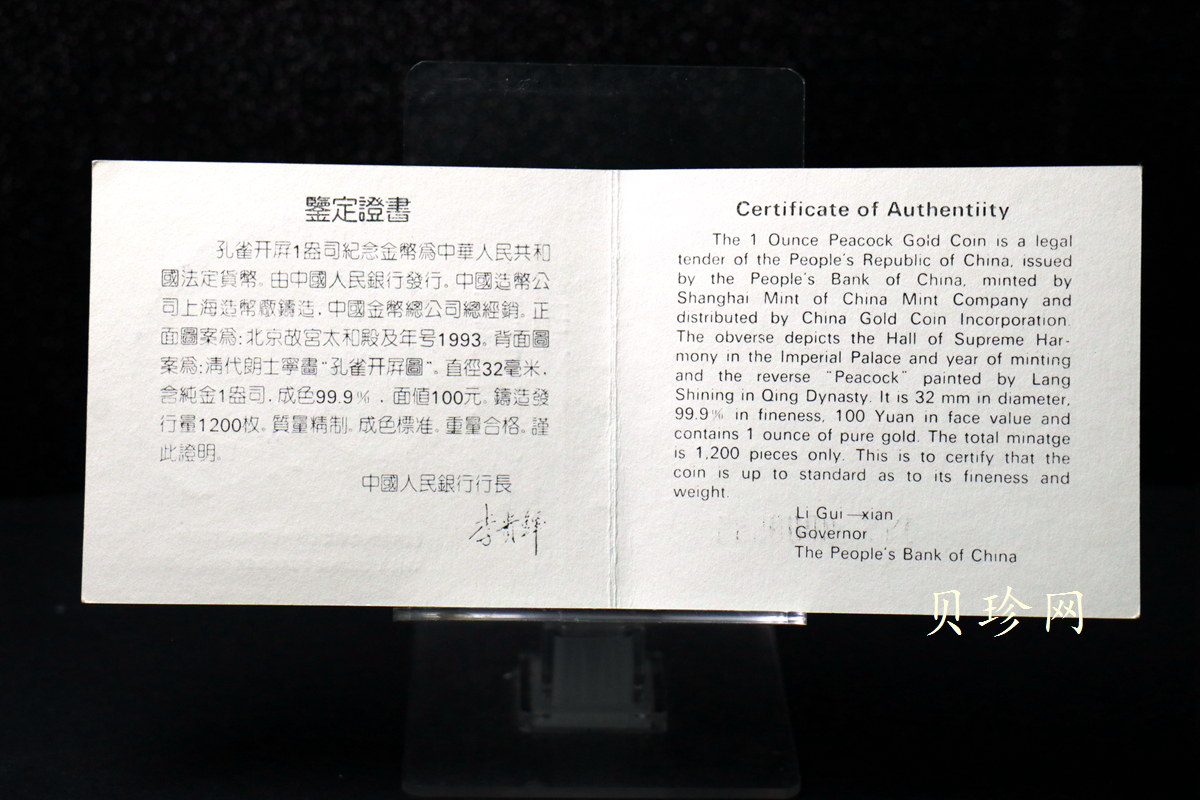 鑒定證書
孔雀开屏1盎司紀念金幣爲中華人民共和
國法定貨幣。由中國人民銀行發行。中國造幣公
司上海造幣廠鑄造，中國金幣總公司總經銷。正
面圖案爲：北京故宮太和殿及年号1993。背面圖
案爲：清代朗士寧畫“孔雀开屏圖”。直徑32毫米，
含純金1盎司，成色99.9%，面值100元。鑄造發
行量1200枚。質量精制。成色標准。重量合格。謹
此證明。
中國人民銀行行長
李貴鲜
Certificate of Authentiity
The 1 Ounce Peacock Gold Coin is a legal
tender of the People's Republic of China, issued
by the People's Bank of China, minted by
Shanghai Mint of China Mint Company and
distributed by China Gold Coin Incorporation.
The obverse depicts the Hall of Supreme Har-
mony in the Imperial Palace and year of minting
and the reverse "Peacock" painted by Lang
Shining in Qing Dynasty. It is 32 mm in diameter,
99.9% in fineness, 100 Yuan in face value and
contains 1 ounce of pure gold. The total minatge
is 1,200 pieces only. This is to certify that the
coin is up to standard as to its fineness and
weight.
Li Gui—xian
Governor
The People's Bank of China
贝珍网